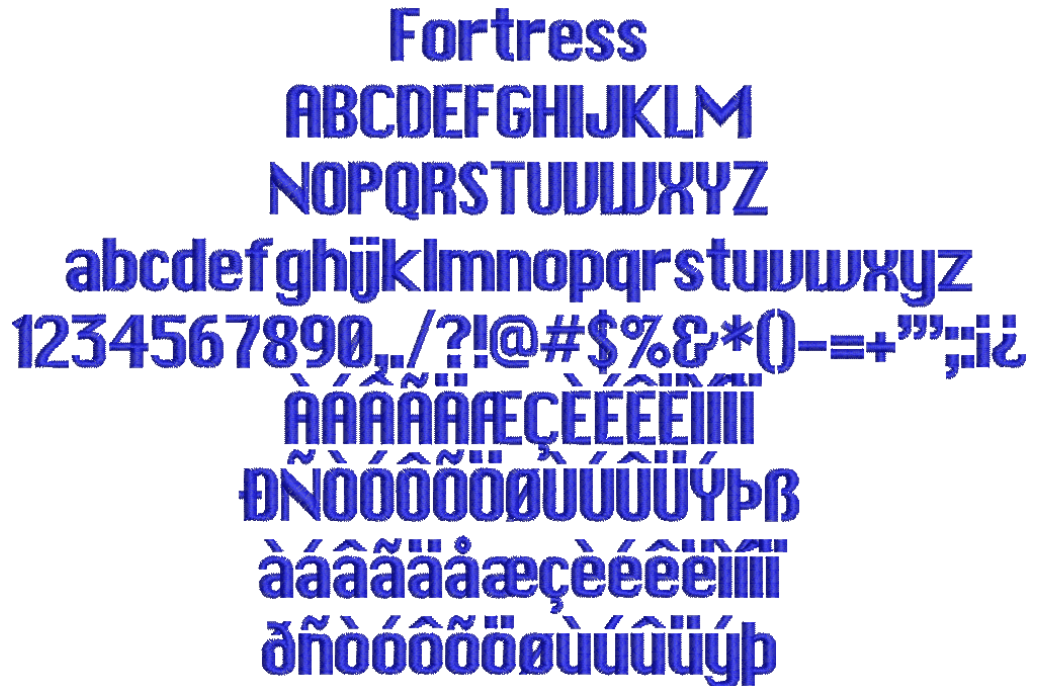 Fortress
ABCDEFGHIJKLM
NOPQRSTUVWXYZ
abcdefghijklmnopqrstuvwxyz
1234567890,./?!@#$%&*()-=+"'";:¡¿
ÀÁÂÃÄÆÇÈÉÊËÌÍÎÏ
ÐÑÒÓÔÕÖØÙÚÛÜÝÞß
àáâãäåæçèéêëìíîï
ðñòóôõöøùúûüýþ